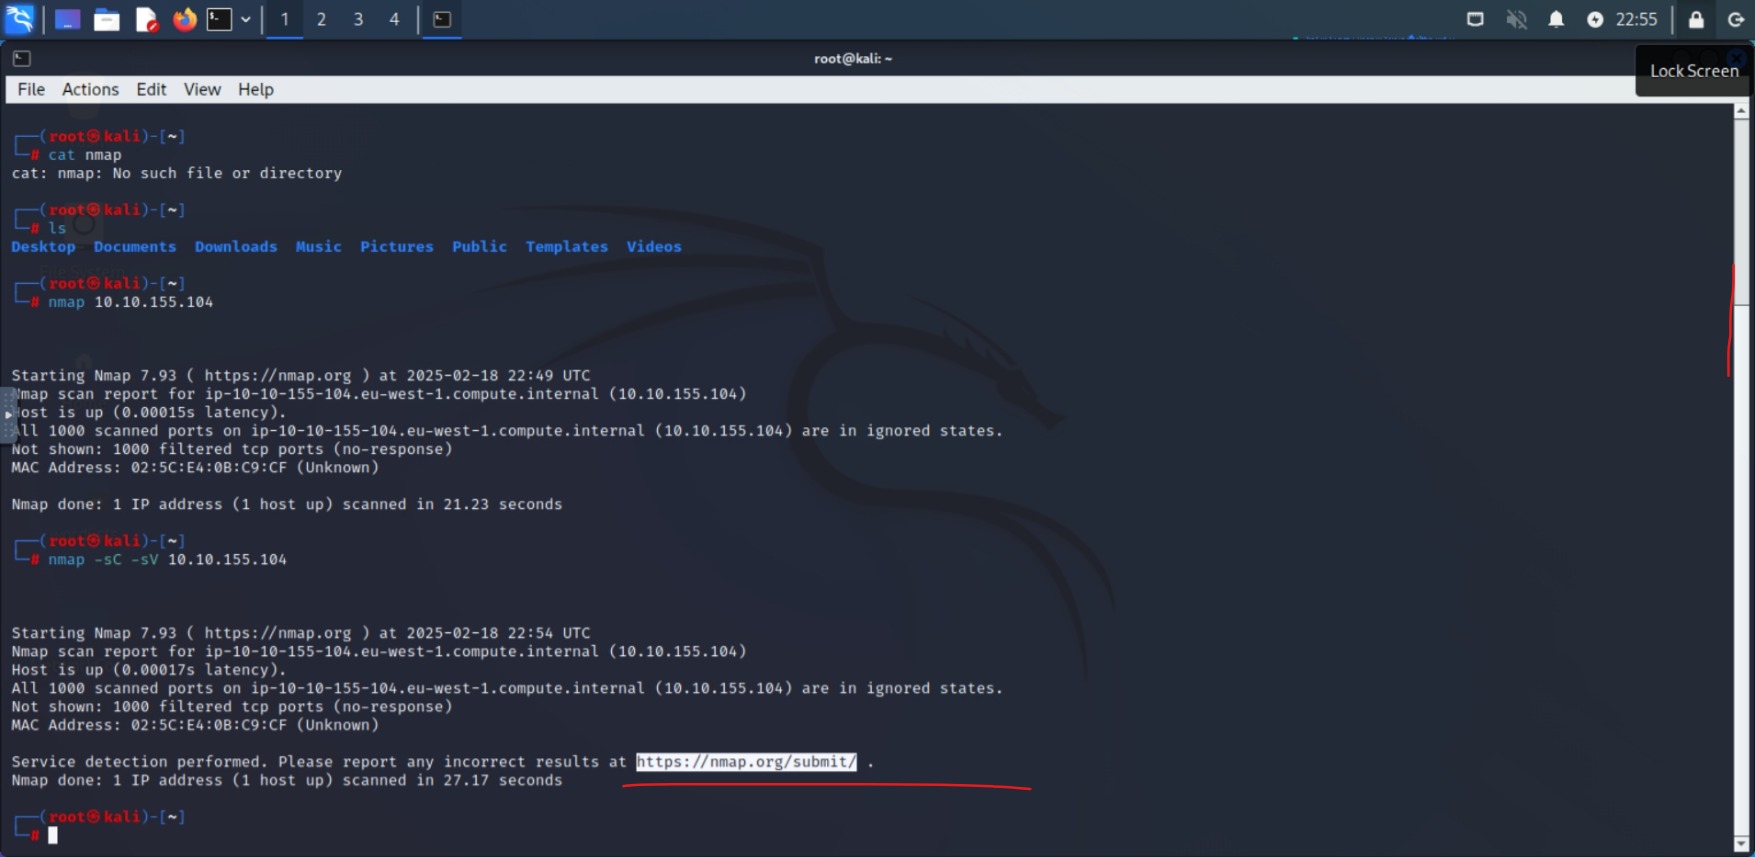 1 2 3 4 22:55
root@kali: ~
Lock Screen
File Actions Edit View Help
┌──(root㉿kali)-[~]
└─# cat nmap
cat: nmap: No such file or directory
┌──(root㉿kali)-[~]
└─# ls
Desktop Documents Downloads Music Pictures Public Templates Videos
┌──(root㉿kali)-[~]
└─# nmap 10.10.155.104
Starting Nmap 7.93 ( https://nmap.org ) at 2025-02-18 22:49 UTC
Nmap scan report for ip-10-10-155-104.eu-west-1.compute.internal (10.10.155.104)
Host is up (0.00015s latency).
All 1000 scanned ports on ip-10-10-155-104.eu-west-1.compute.internal (10.10.155.104) are in ignored states.
Not shown: 1000 filtered tcp ports (no-response)
MAC Address: 02:5C:E4:0B:C9:CF (Unknown)
Nmap done: 1 IP address (1 host up) scanned in 21.23 seconds
┌──(root㉿kali)-[~]
└─# nmap -sC -sV 10.10.155.104
Starting Nmap 7.93 ( https://nmap.org ) at 2025-02-18 22:54 UTC
Nmap scan report for ip-10-10-155-104.eu-west-1.compute.internal (10.10.155.104)
Host is up (0.00017s latency).
All 1000 scanned ports on ip-10-10-155-104.eu-west-1.compute.internal (10.10.155.104) are in ignored states.
Not shown: 1000 filtered tcp ports (no-response)
MAC Address: 02:5C:E4:0B:C9:CF (Unknown)
Service detection performed. Please report any incorrect results at https://nmap.org/submit/ .
Nmap done: 1 IP address (1 host up) scanned in 27.17 seconds
┌──(root㉿kali)-[~]
└─#